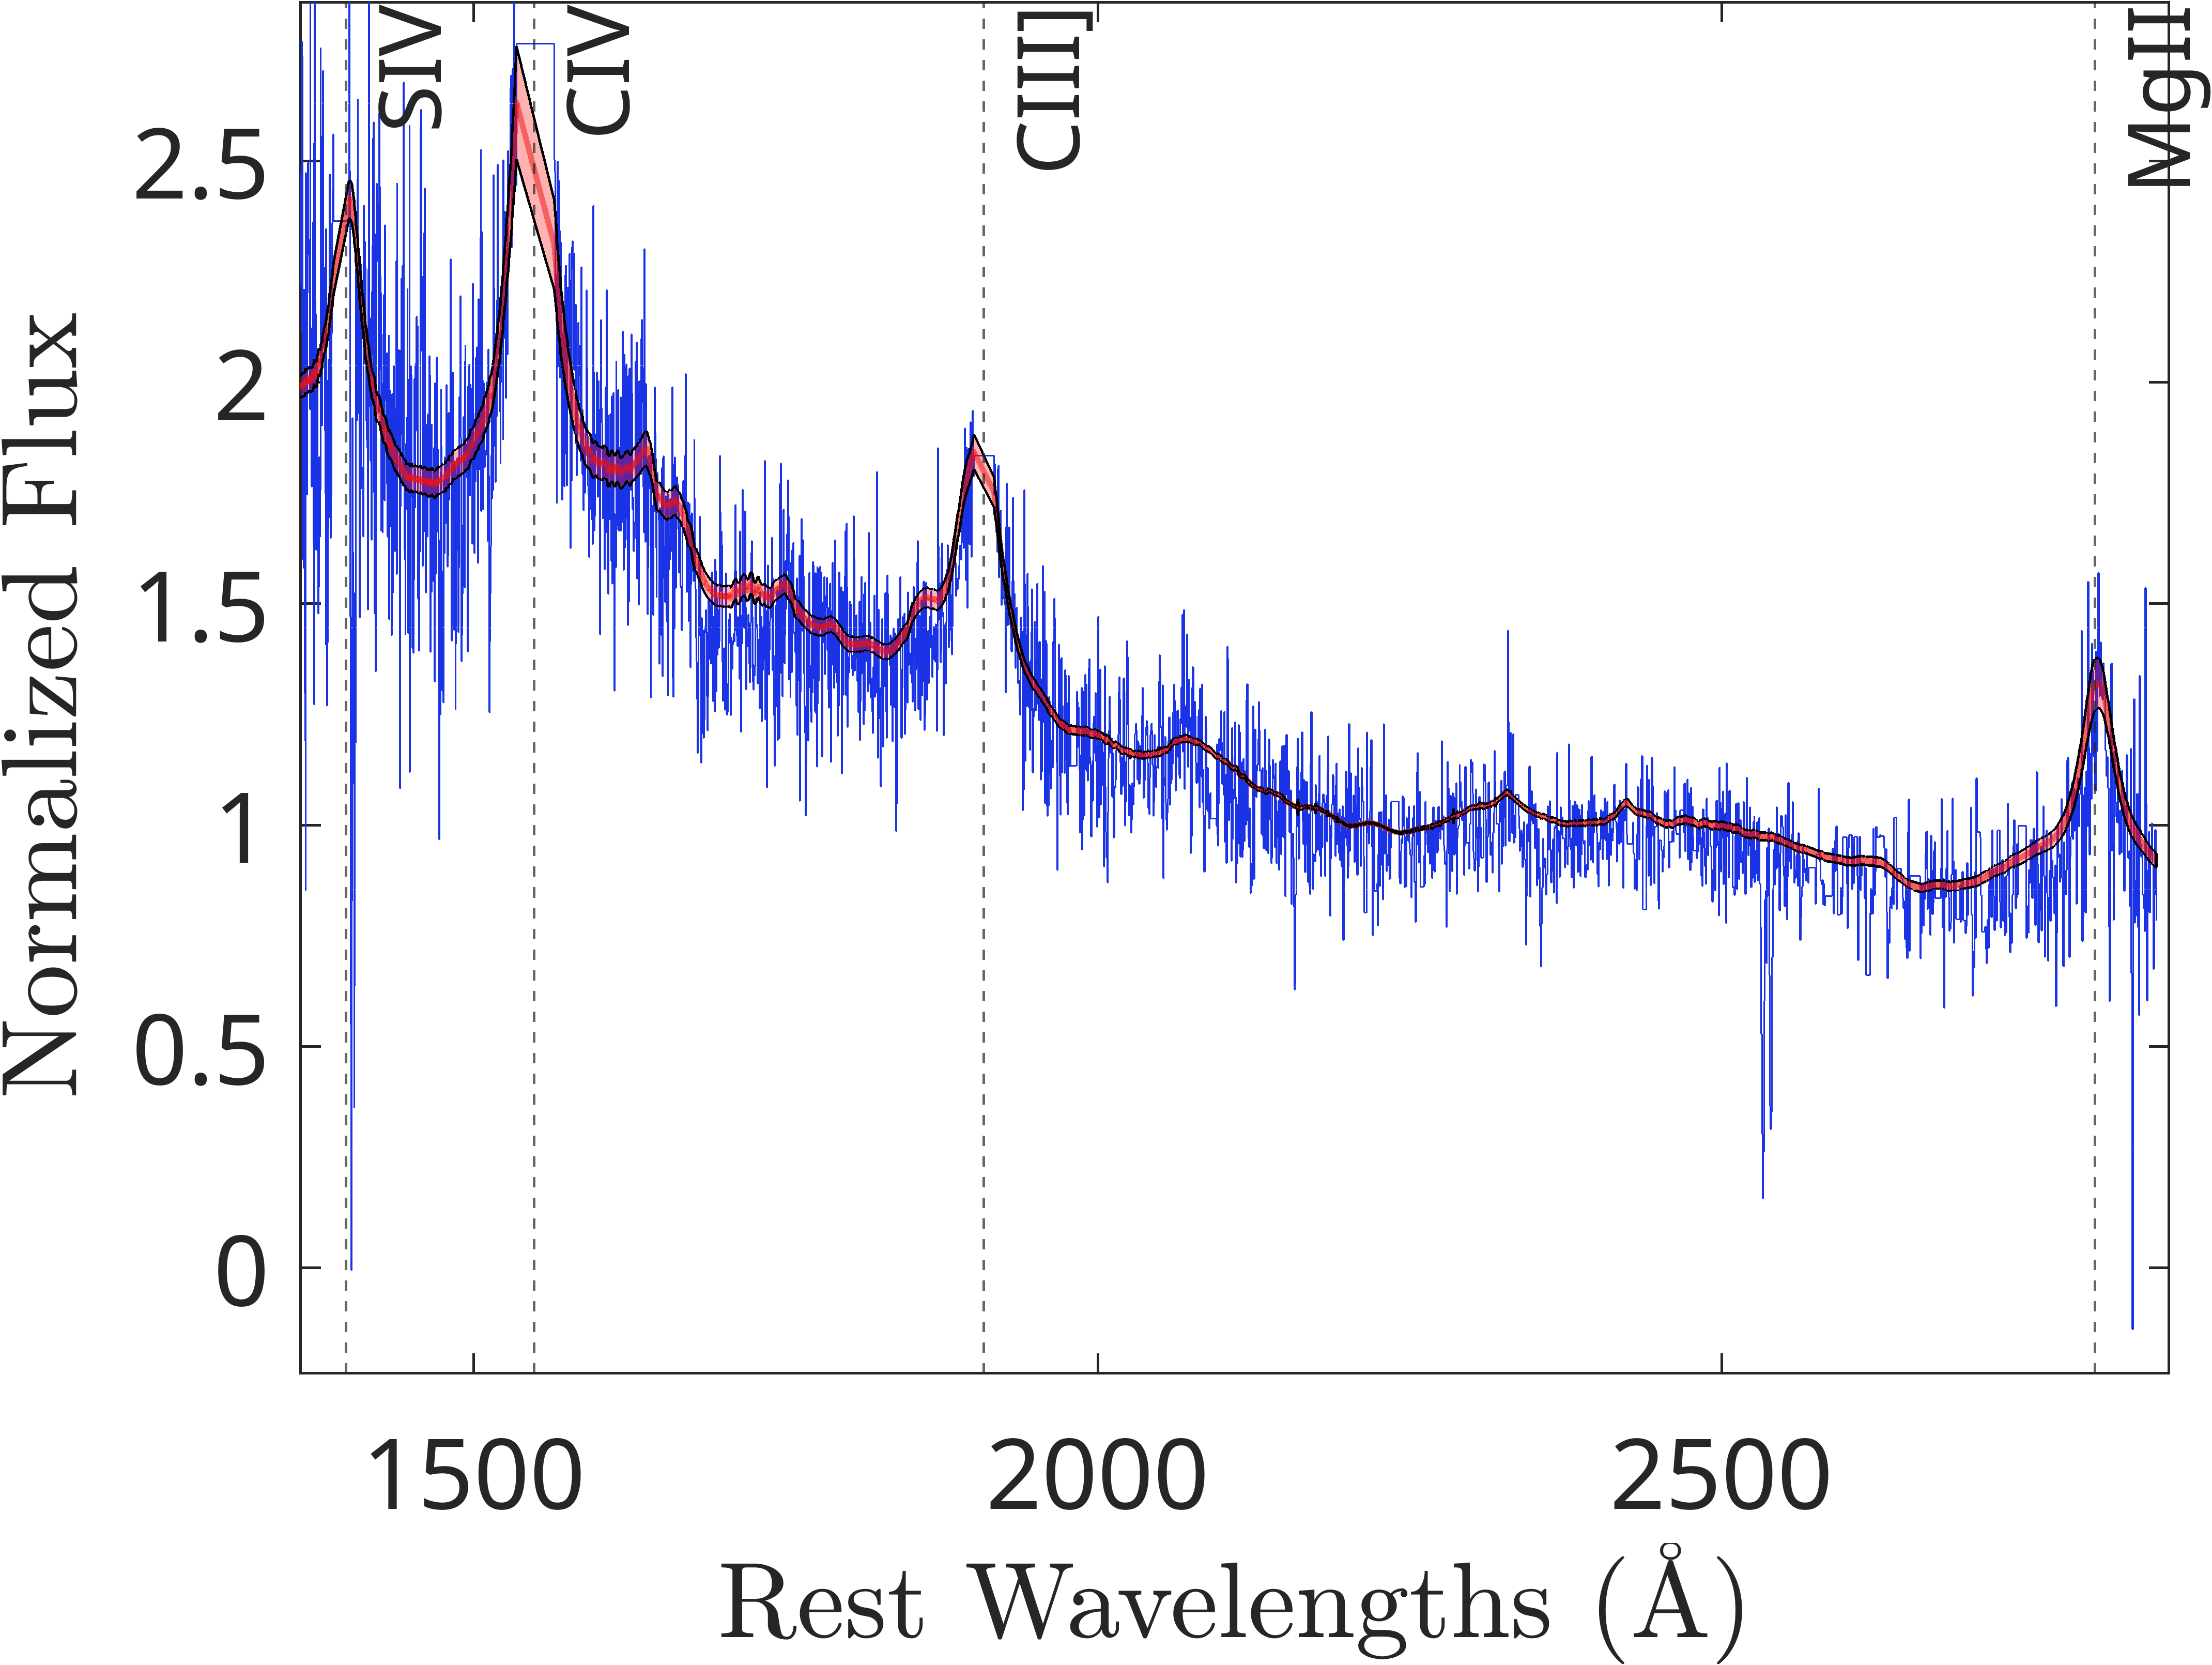 SIV
CIV
CIII]
MgII
2.5
2
1.5
1
0.5
0
Normalized Flux
1500
2000
2500
Rest Wavelengths (Å)